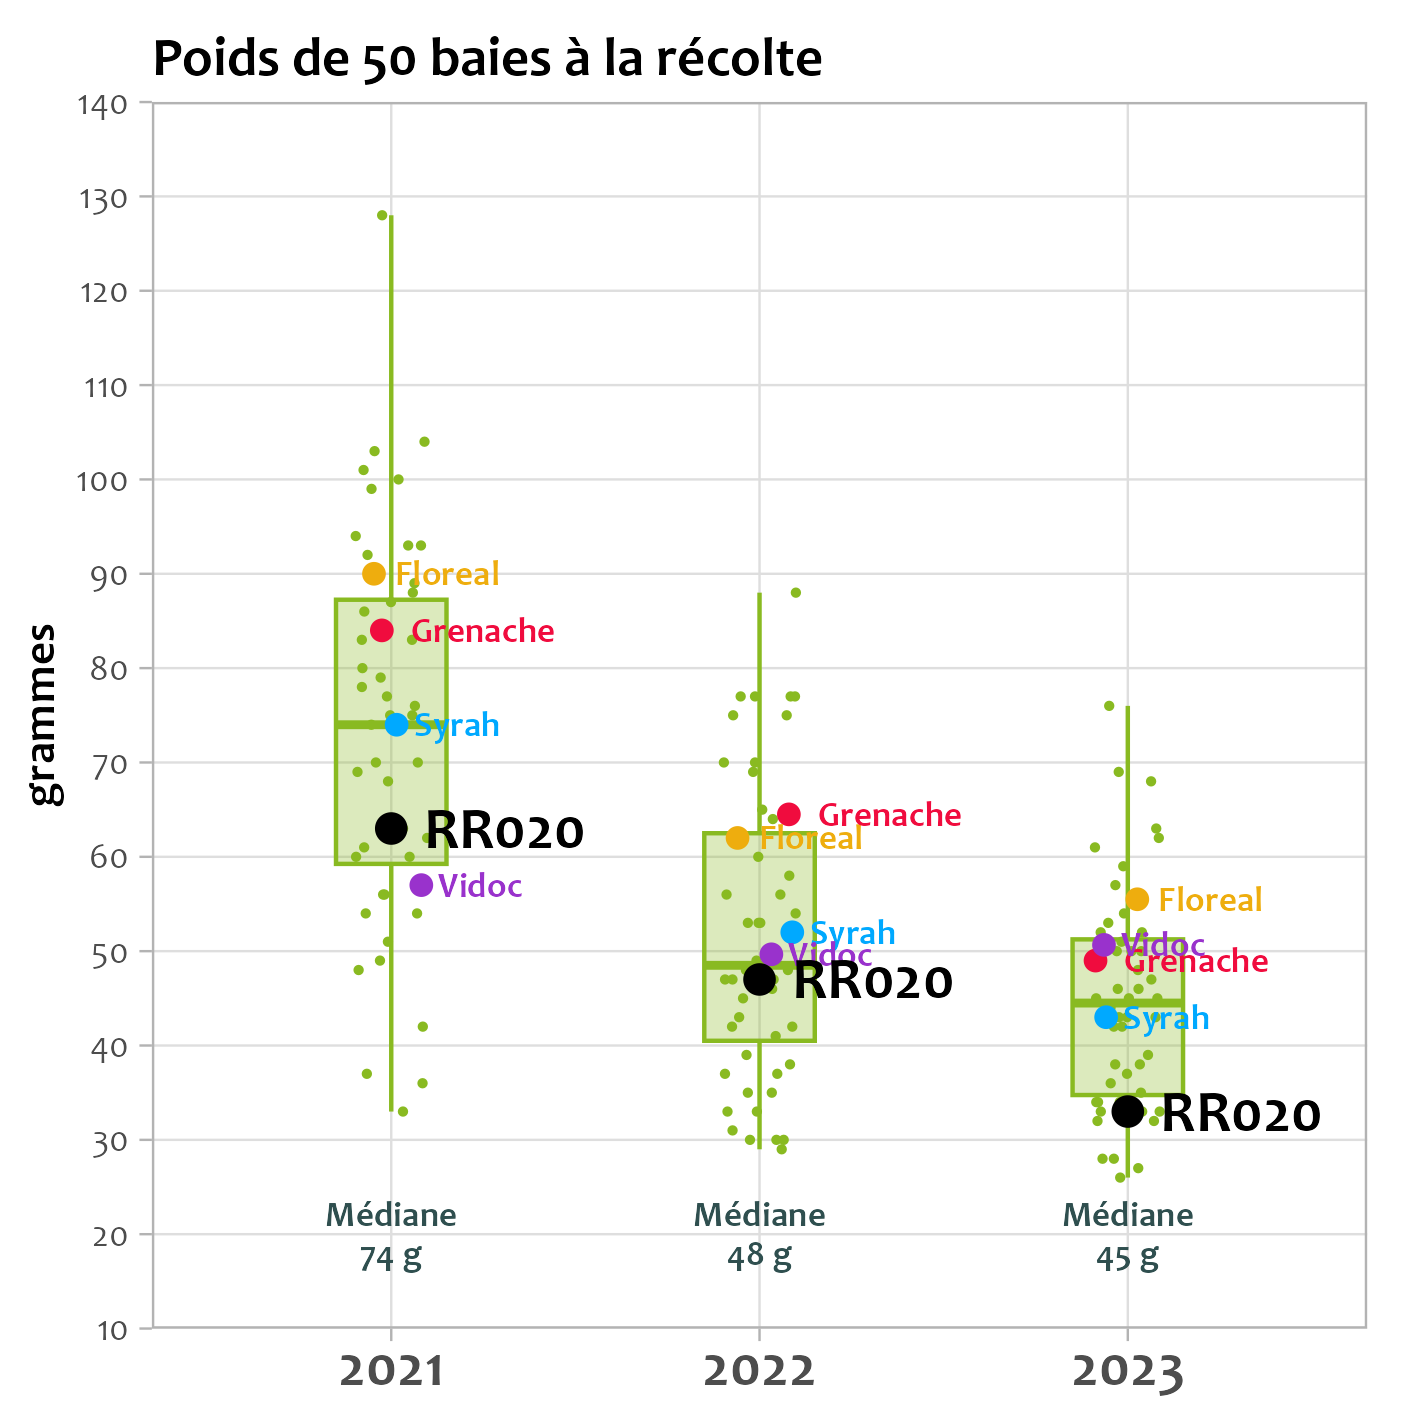 Poids de 50 baies à la récolte
grammes
140
130
120
110
100
90
80
70
60
50
40
30
20
10
Floreal
Grenache
Syrah
RR020
Vidoc
Grenache
Floreal
Syrah
Vidoc
RR020
Floreal
Vidoc
Grenache
Syrah
RR020
Médiane
74 g
Médiane
48 g
Médiane
45 g
2021
2022
2023